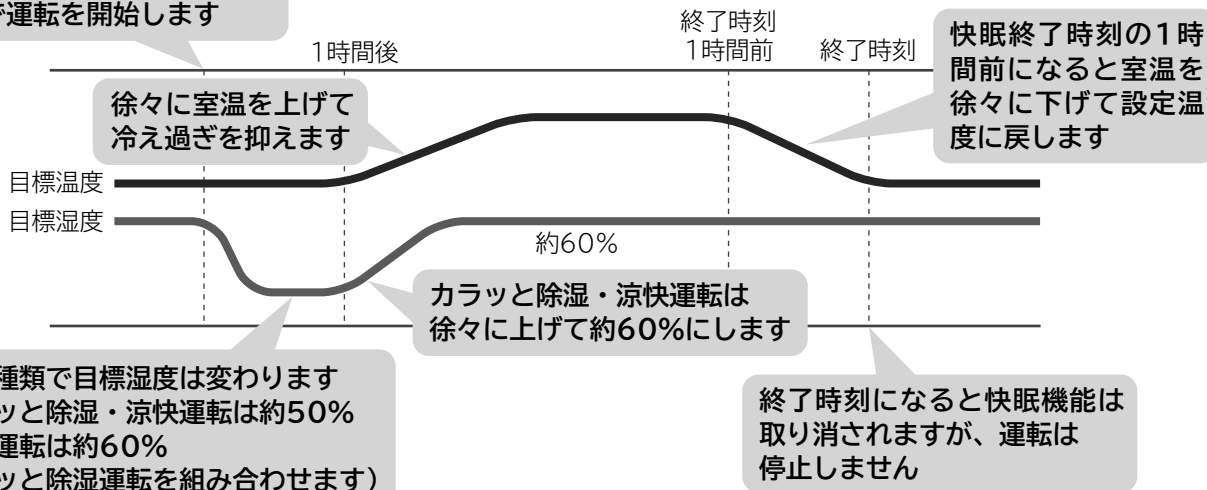 で運転を開始します
1時間後
終了時刻
1時間前
終了時刻
快眠終了時刻の1時
間前になると室温を
徐々に下げて設定温
度に戻します
徐々に室温を上げて
冷え過ぎを抑えます
目標温度
目標湿度
約60%
カラッと除湿・涼快運転は
徐々に上げて約60%にします
種類で目標湿度は変わります
ッと除湿・涼快運転は約50%
運転は約60%
ッと除湿運転を組み合わせます）
終了時刻になると快眠機能は
取り消されますが、運転は
停止しません